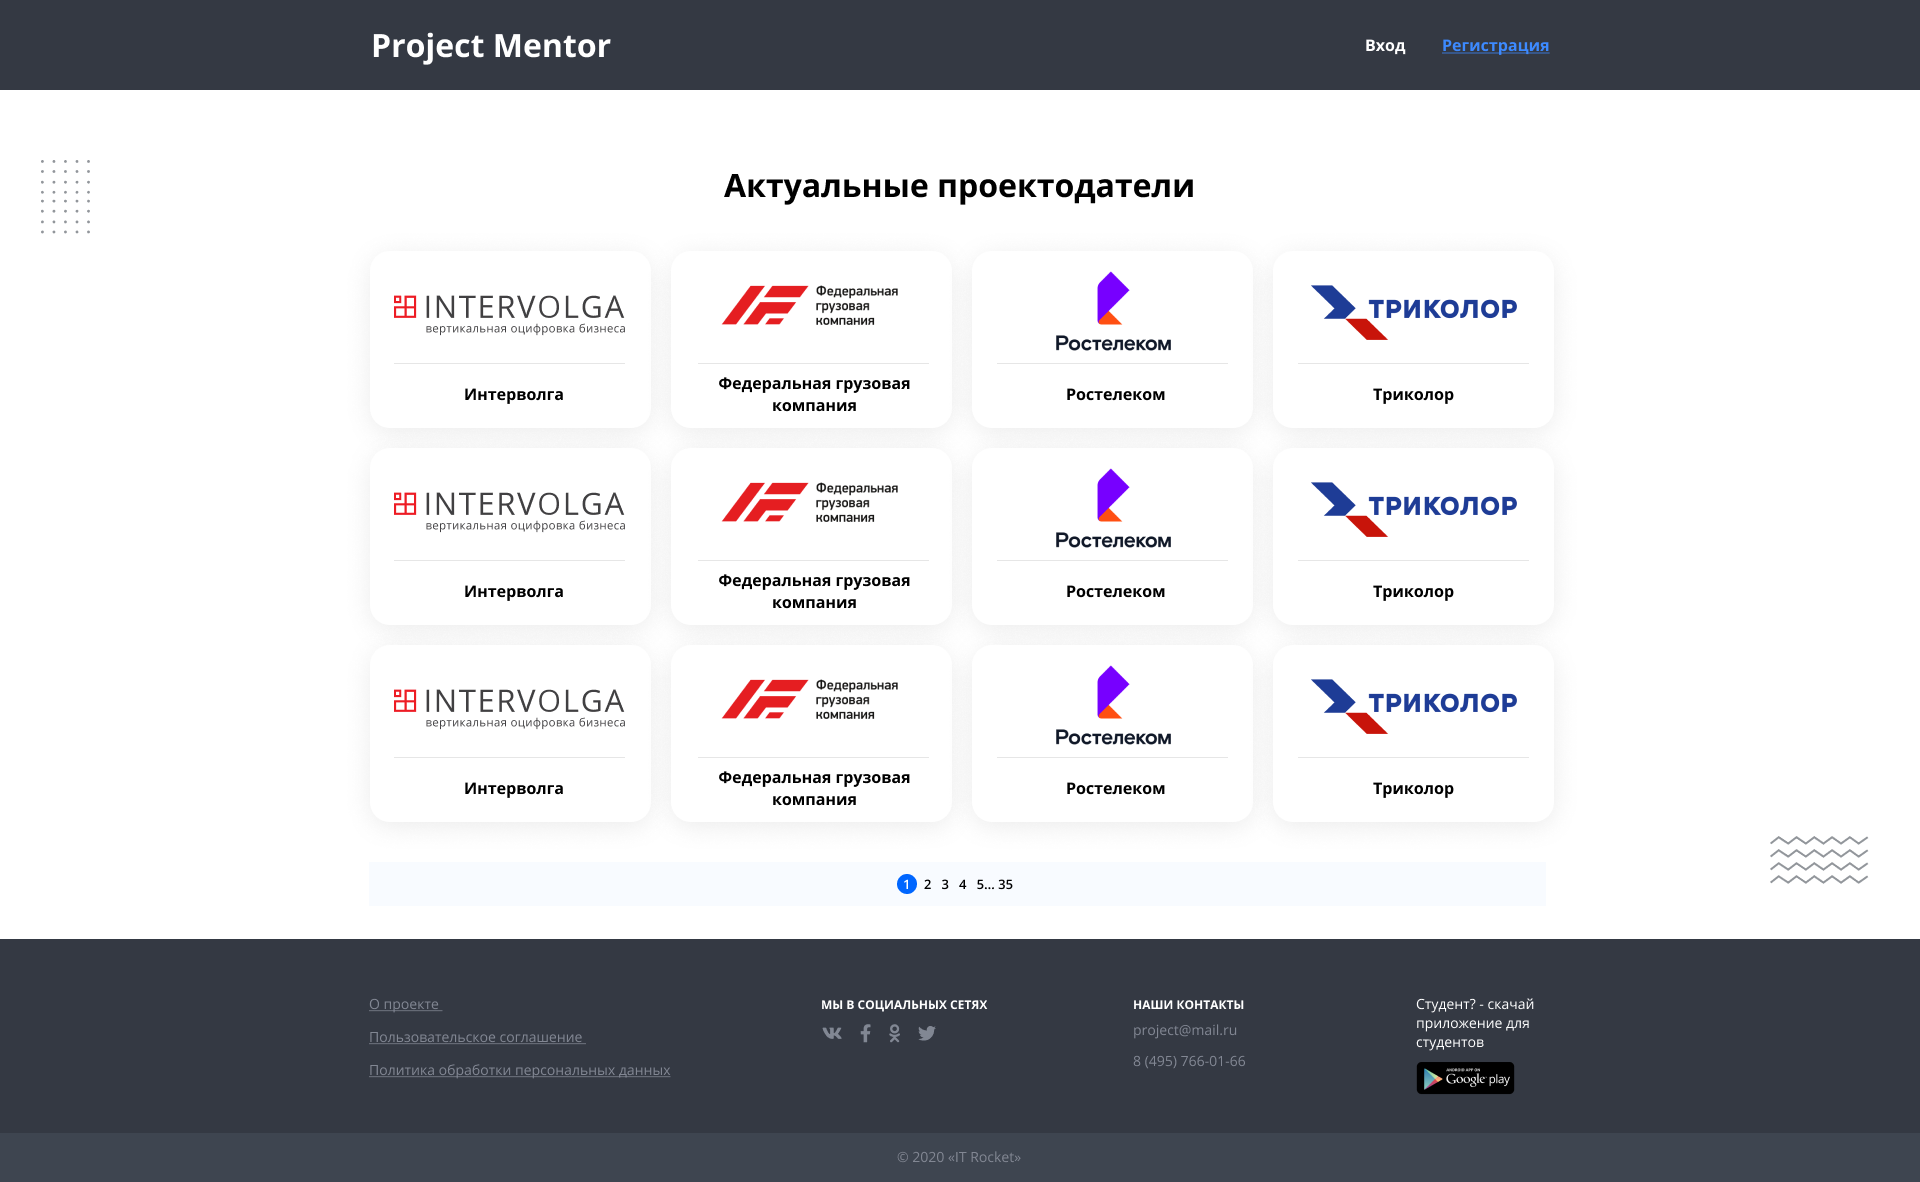 Project Mentor
Вход
Регистрация
Актуальные проектодатели
INTERVOLGA
вертикальная оцифровка бизнеса
Интерволга
Федеральная
грузовая
компания
Федеральная грузовая
компания
Ростелеком
Ростелеком
ТРИКОЛОР
Триколор
INTERVOLGA
вертикальная оцифровка бизнеса
Интерволга
Федеральная
грузовая
компания
Федеральная грузовая
компания
Ростелеком
Ростелеком
ТРИКОЛОР
Триколор
INTERVOLGA
вертикальная оцифровка бизнеса
Интерволга
Федеральная
грузовая
компания
Федеральная грузовая
компания
Ростелеком
Ростелеком
ТРИКОЛОР
Триколор
1 2 3 4 5... 35
О проекте
Пользовательское соглашение
Политика обработки персональных данных
МЫ В СОЦИАЛЬНЫХ СЕТЯХ
НАШИ КОНТАКТЫ
project@mail.ru
8 (495) 766-01-66
Студент? - скачай
приложение для
студентов
ANDROID APP ON
Google play
© 2020 «IT Rocket»